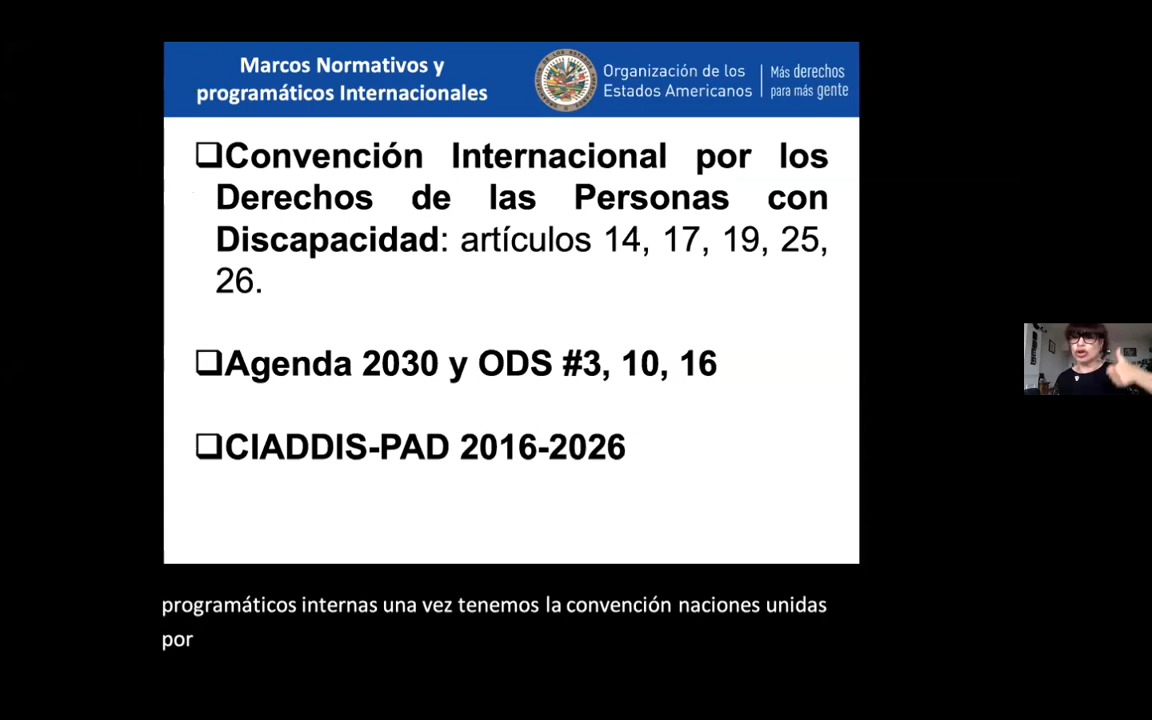 Marcos Normativos y
programáticos Internacionales
Organización de los
Estados Americanos
Más derechos
para más gente
❑Convención Internacional por los
Derechos de las Personas con
Discapacidad: artículos 14, 17, 19, 25,
26.
❑Agenda 2030 y ODS #3, 10, 16
❑CIADDIS-PAD 2016-2026
programáticos internas una vez tenemos la convención naciones unidas
por